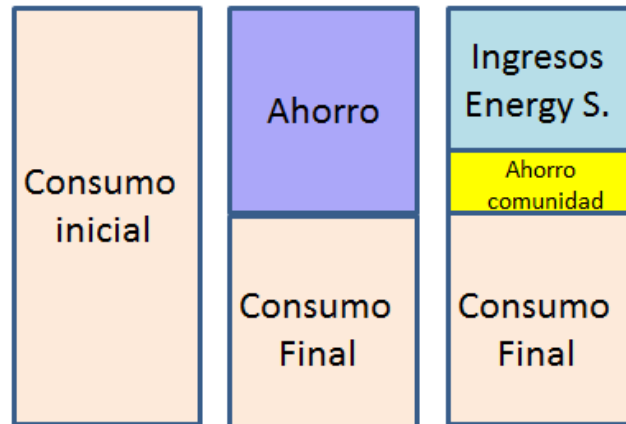 Consumo
inicial
Ahorro
Consumo
Final
Ingresos
Energy S.
Ahorro
comunidad
Consumo
Final